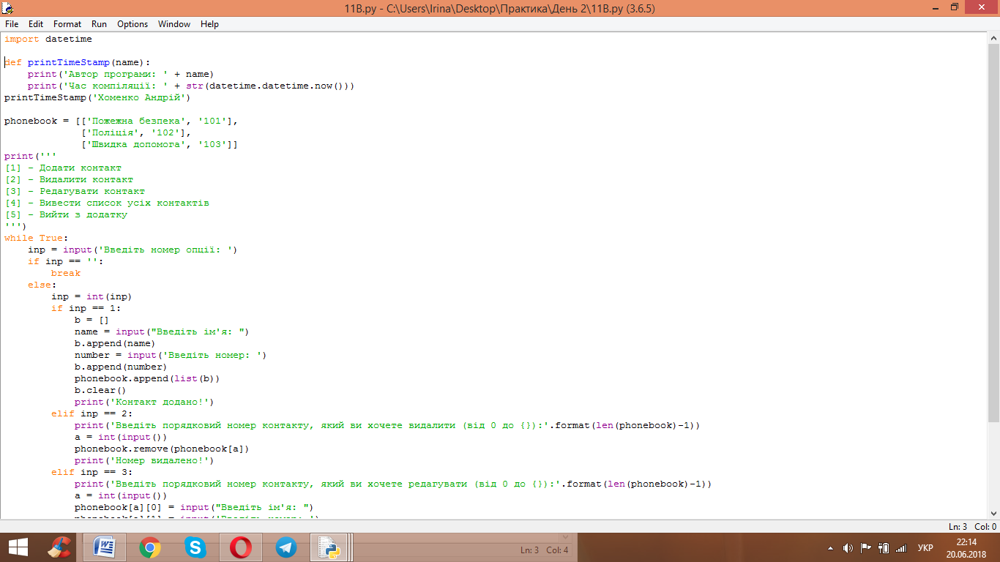 11B.py - C:\Users\Irina\Desktop\Практика\День 2\11B.py (3.6.5)
File Edit Format Run Options Window Help
import datetime
def printTimeStamp(name):
    print('Автор програми: ' + name)
    print('Час компіляції: ' + str(datetime.datetime.now()))
printTimeStamp('Хоменко Андрій')
phonebook = [['Пожежна безпека', '101'],
             ['Поліція', '102'],
             ['Швидка допомога', '103']]
print('''
[1] - Додати контакт
[2] - Видалити контакт
[3] - Редагувати контакт
[4] - Вивести список усіх контактів
[5] - Вийти з додатку
''')
while True:
    inp = input('Введіть номер опції: ')
    if inp == '':
        break
    else:
        inp = int(inp)
        if inp == 1:
            b = []
            name = input("Введіть ім'я: ")
            b.append(name)
            number = input('Введіть номер: ')
            b.append(number)
            phonebook.append(list(b))
            b.clear()
            print('Контакт додано!')
        elif inp == 2:
            print('Введіть порядковий номер контакту, який ви хочете видалити (від 0 до {}):'.format(len(phonebook)-1))
            a = int(input())
            phonebook.remove(phonebook[a])
            print('Номер видалено!')
        elif inp == 3:
            print('Введіть порядковий номер контакту, який ви хочете редагувати (від 0 до {}):'.format(len(phonebook)-1))
            a = int(input())
            phonebook[a][0] = input("Введіть ім'я: ")
Ln: 3 Col: 0
Ln: 3 Col: 4
УКР
22:14
20.06.2018